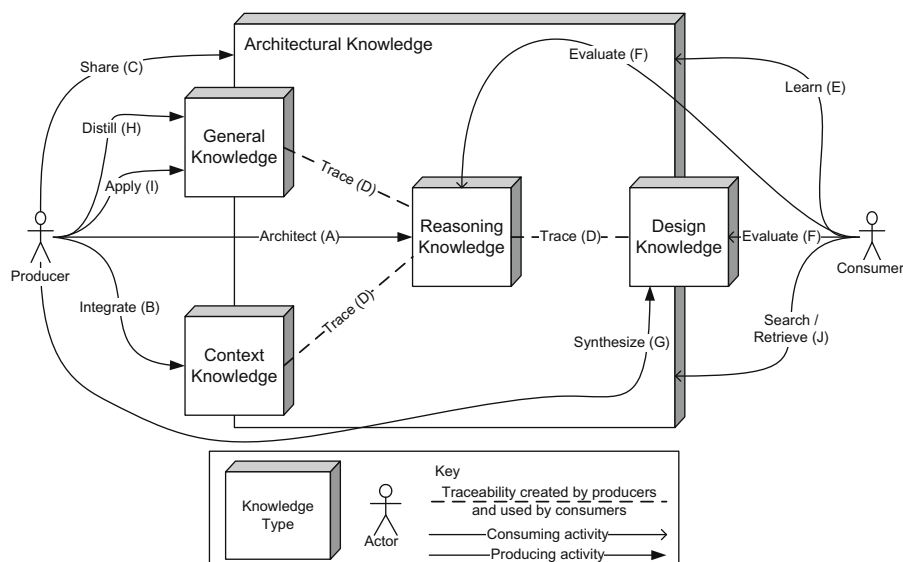 Architectural Knowledge
Share (C)
Evaluate (F)
Learn (E)
Distill (H)
General
Knowledge
Trace (D)
Apply (I)
Reasoning
Knowledge
Design
Knowledge
Architect (A)
Trace (D)
Evaluate (F)
Producer
Consumer
Integrate (B)
Trace (D)
Context
Knowledge
Synthesize (G)
Search /
Retrieve (J)
Key
Knowledge
Type
Actor
Traceability created by producers
and used by consumers
Consuming activity
Producing activity